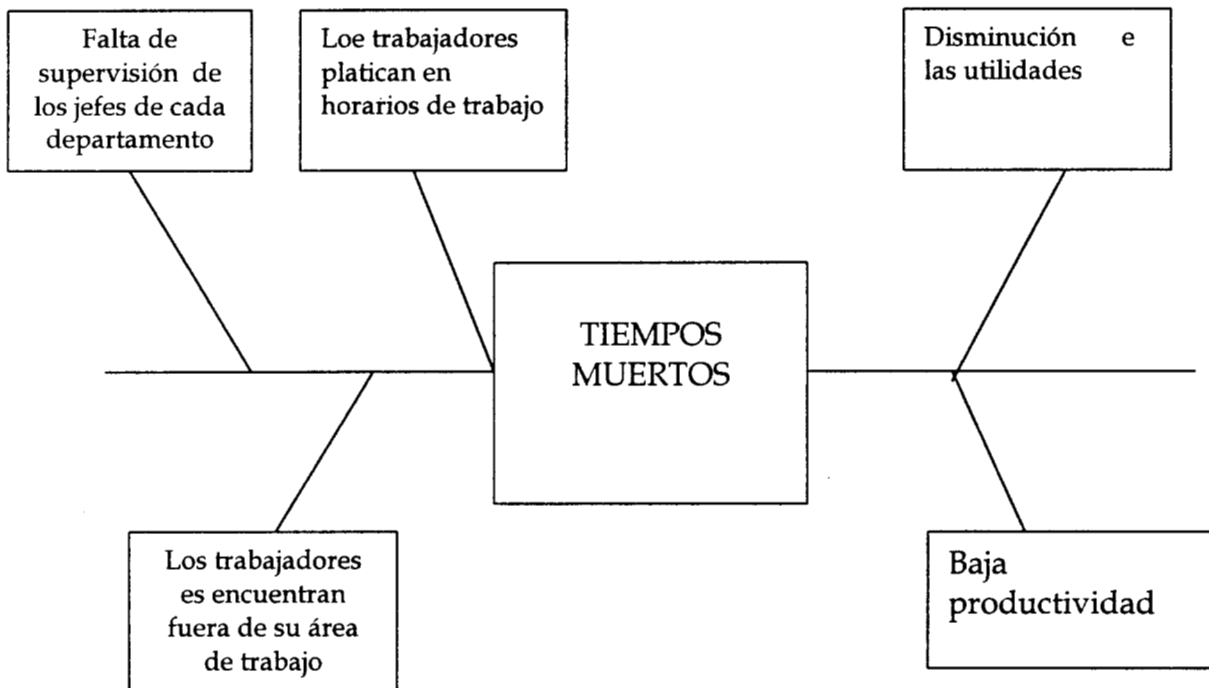 Falta de
supervisión de
los jefes de cada
departamento
Loe trabajadores
platican en
horarios de trabajo
Disminución e
las utilidades
TIEMPOS
MUERTOS
Los trabajadores
es encuentran
fuera de su área
de trabajo
Baja
productividad